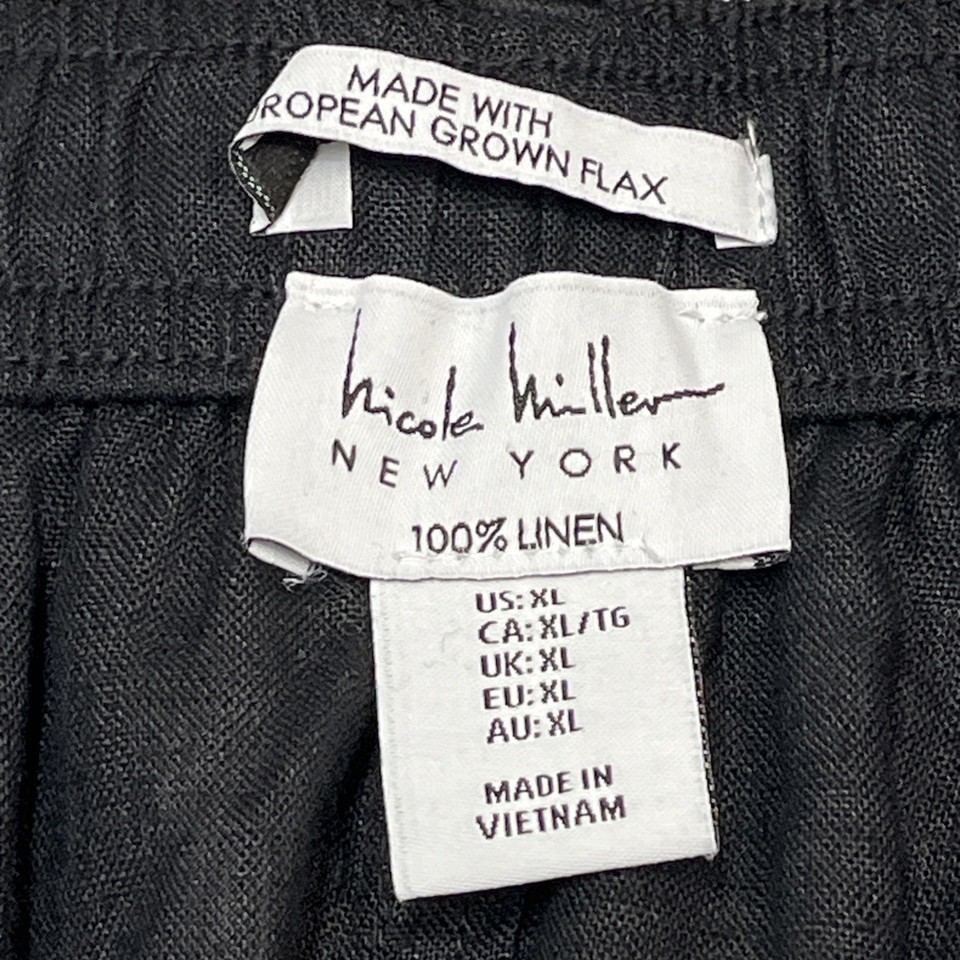 MADE WITH
ROPEAN GROWN FLAX
Nicole Miller
NEW YORK
100% LINEN
US: XL
CA: XL/TG
UK: XL
EU: XL
AU: XL
MADE IN
VIETNAM